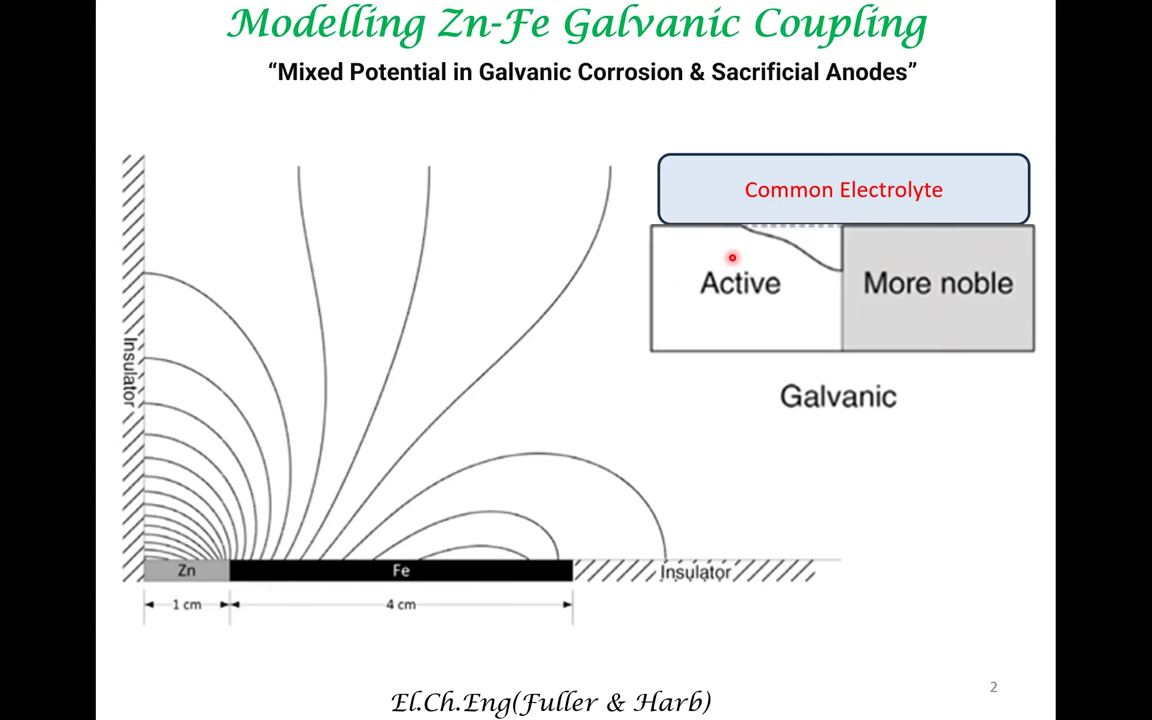 Modelling Zn-Fe Galvanic Coupling
“Mixed Potential in Galvanic Corrosion & Sacrificial Anodes”
Common Electrolyte
Active
More noble
Galvanic
Insulator
Zn
Fe
Insulator
1 cm
4 cm
El.Ch.Eng(Fuller & Harb)
2